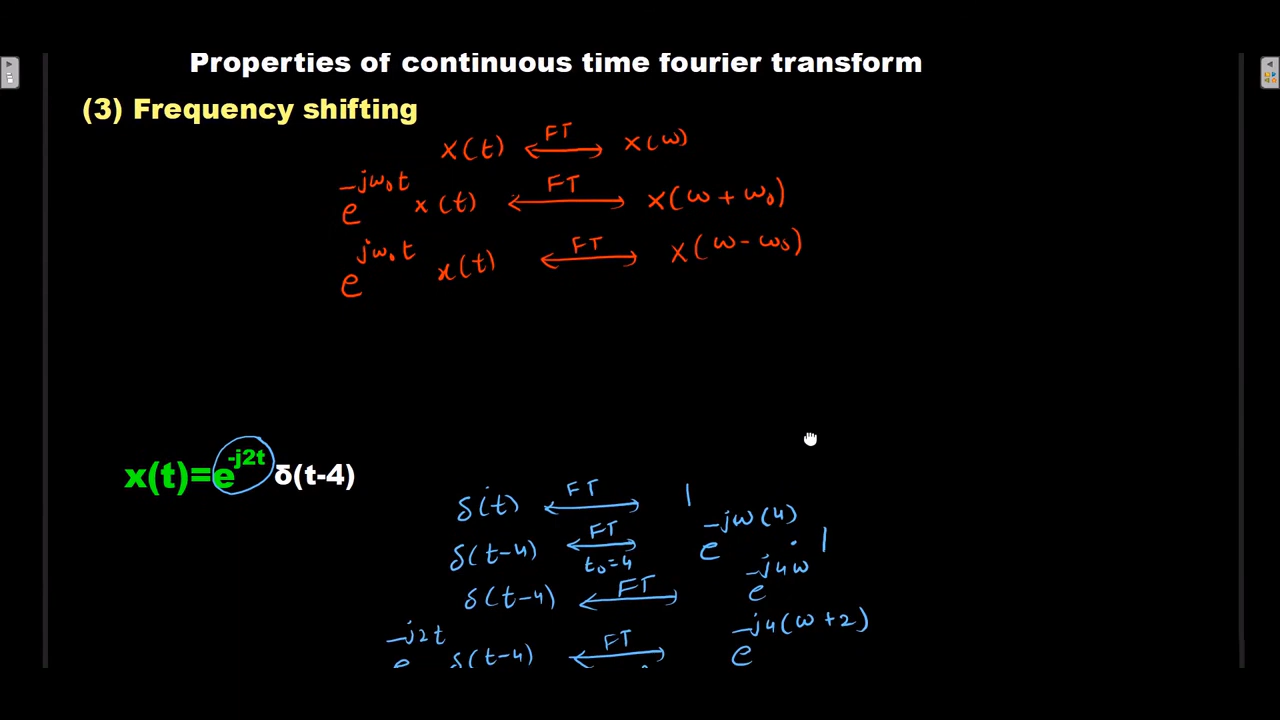 Properties of continuous time fourier transform
(3) Frequency shifting
x(t) ⟷ FT X(ω)
e^{-jω₀t} x(t) ⟷ FT X(ω + ω₀)
e^{jω₀t} x(t) ⟷ FT X(ω - ω₀)
x(t)=e^{-j2t} δ(t-4)
δ(t) ⟷ FT 1
δ(t-4) ⟷ FT t₀=4 e^{-jω(4)} · 1
δ(t-4) ⟷ FT e^{-j4ω}
e^{-j2t} δ(t-4) ⟷ FT e^{-j4(ω+2)}